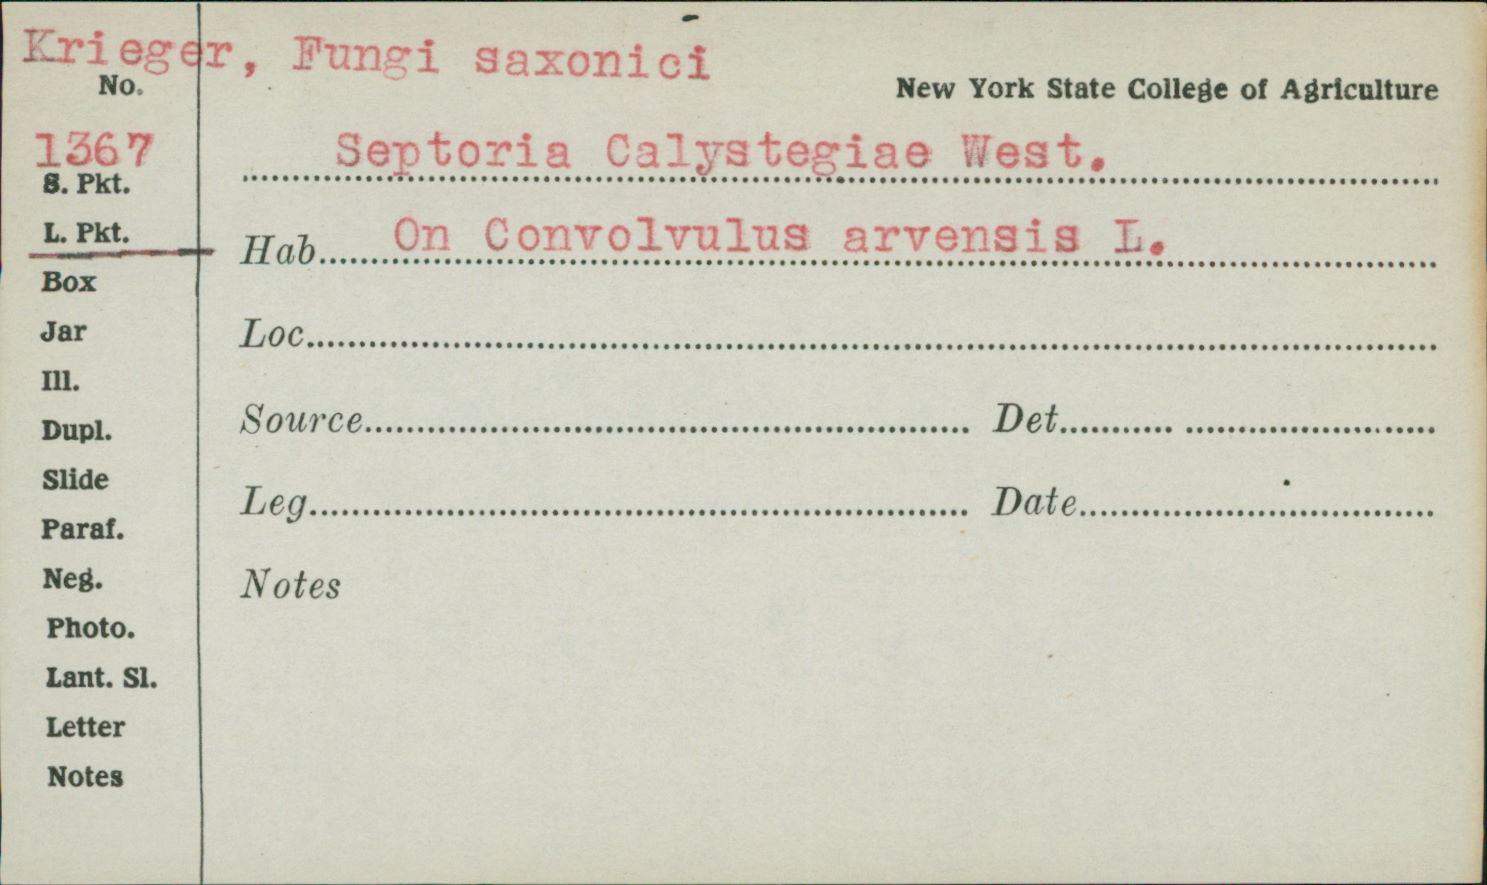 Krieger, Fungi saxonici
No.
New York State College of Agriculture
1367
Septoria Calystegiae West.
S. Pkt.
L. Pkt.
Hab. On Convolvulus arvensis L.
Box
Jar
Loc.
Ill.
Dupl.
Source Det.
Slide
Leg. Date
Paraf.
Neg.
Notes
Photo.
Lant. Sl.
Letter
Notes